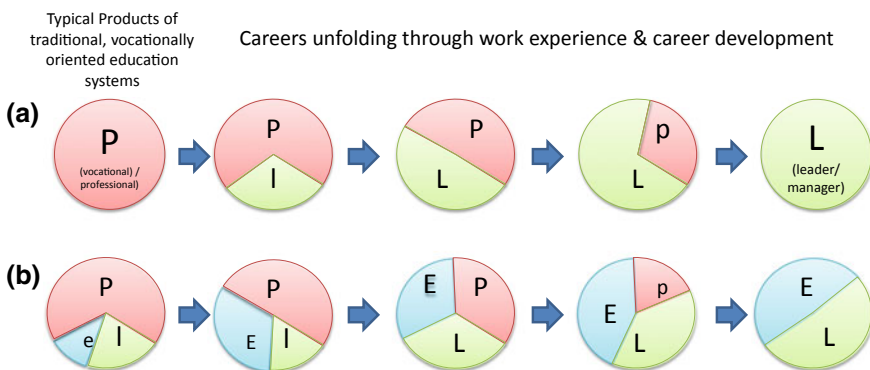 Typical Products of
traditional, vocationally
oriented education
systems
Careers unfolding through work experience & career development
(a)
P
(vocational) /
professional)
P
l
P
L
p
L
L
(leader/
manager)
(b)
P
e
l
P
E
l
E
P
L
E
p
L
E
L